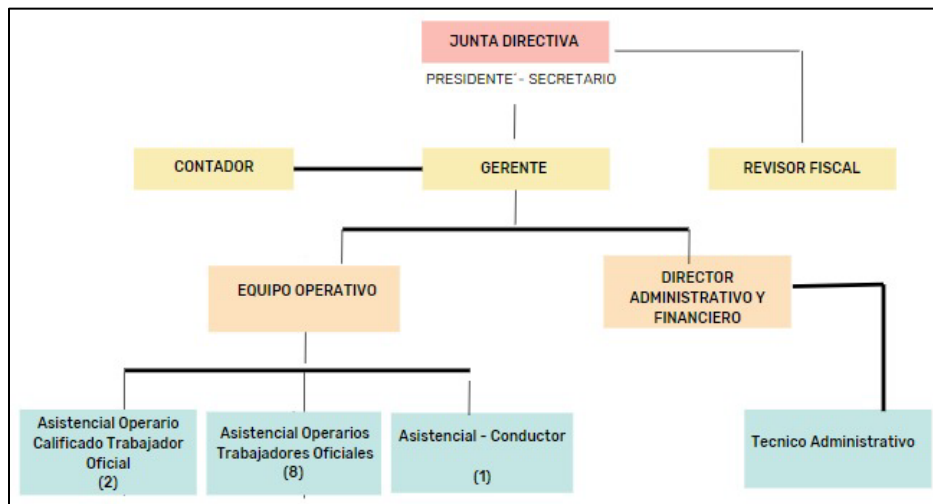 JUNTA DIRECTIVA
PRESIDENTE´- SECRETARIO
CONTADOR
GERENTE
REVISOR FISCAL
EQUIPO OPERATIVO
DIRECTOR
ADMINISTRATIVO Y
FINANCIERO
Asistencial Operario
Calificado Trabajador
Oficial
(2)
Asistencial Operarios
Trabajadores Oficiales
(8)
Asistencial - Conductor
(1)
Tecnico Administrativo